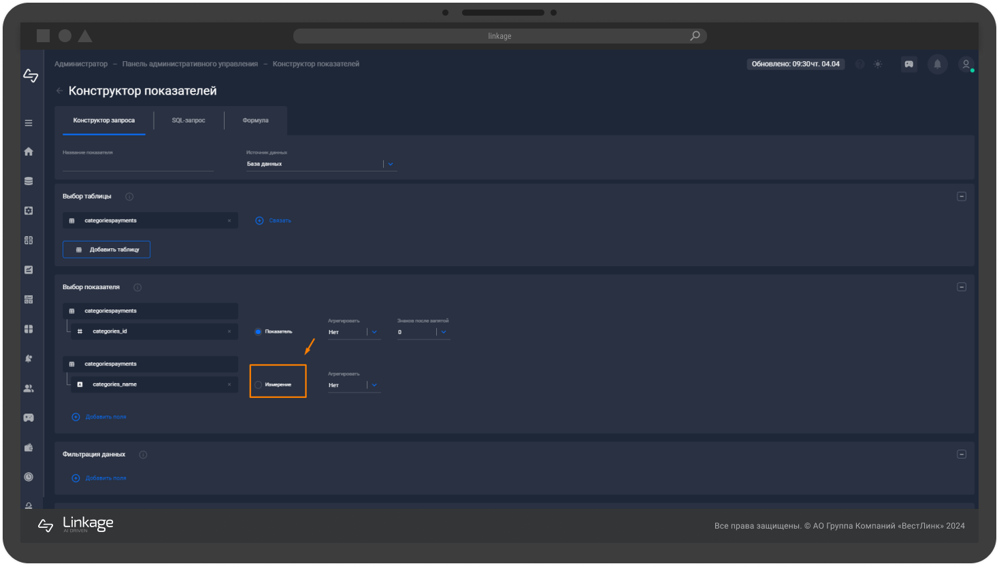 linkage
Администратор – Панель административного управления – Конструктор показателей
Обновлено: 09:30 чт. 04.04
Конструктор показателей
Конструктор запроса
SQL-запрос
Формула
Название показателя
Источник данных
База данных
Выбор таблицы
categoriespayments
Связать
Добавить таблицу
Выбор показателя
categoriespayments
categories_id
Показатель
Агрегировать
Нет
Знаков после запятой
0
categoriespayments
categories_name
Измерение
Агрегировать
Нет
Добавить поля
Фильтрация данных
Добавить поля
Linkage
AI DRIVEN
Все права защищены. © АО Группа Компаний «ВестЛинк» 2024